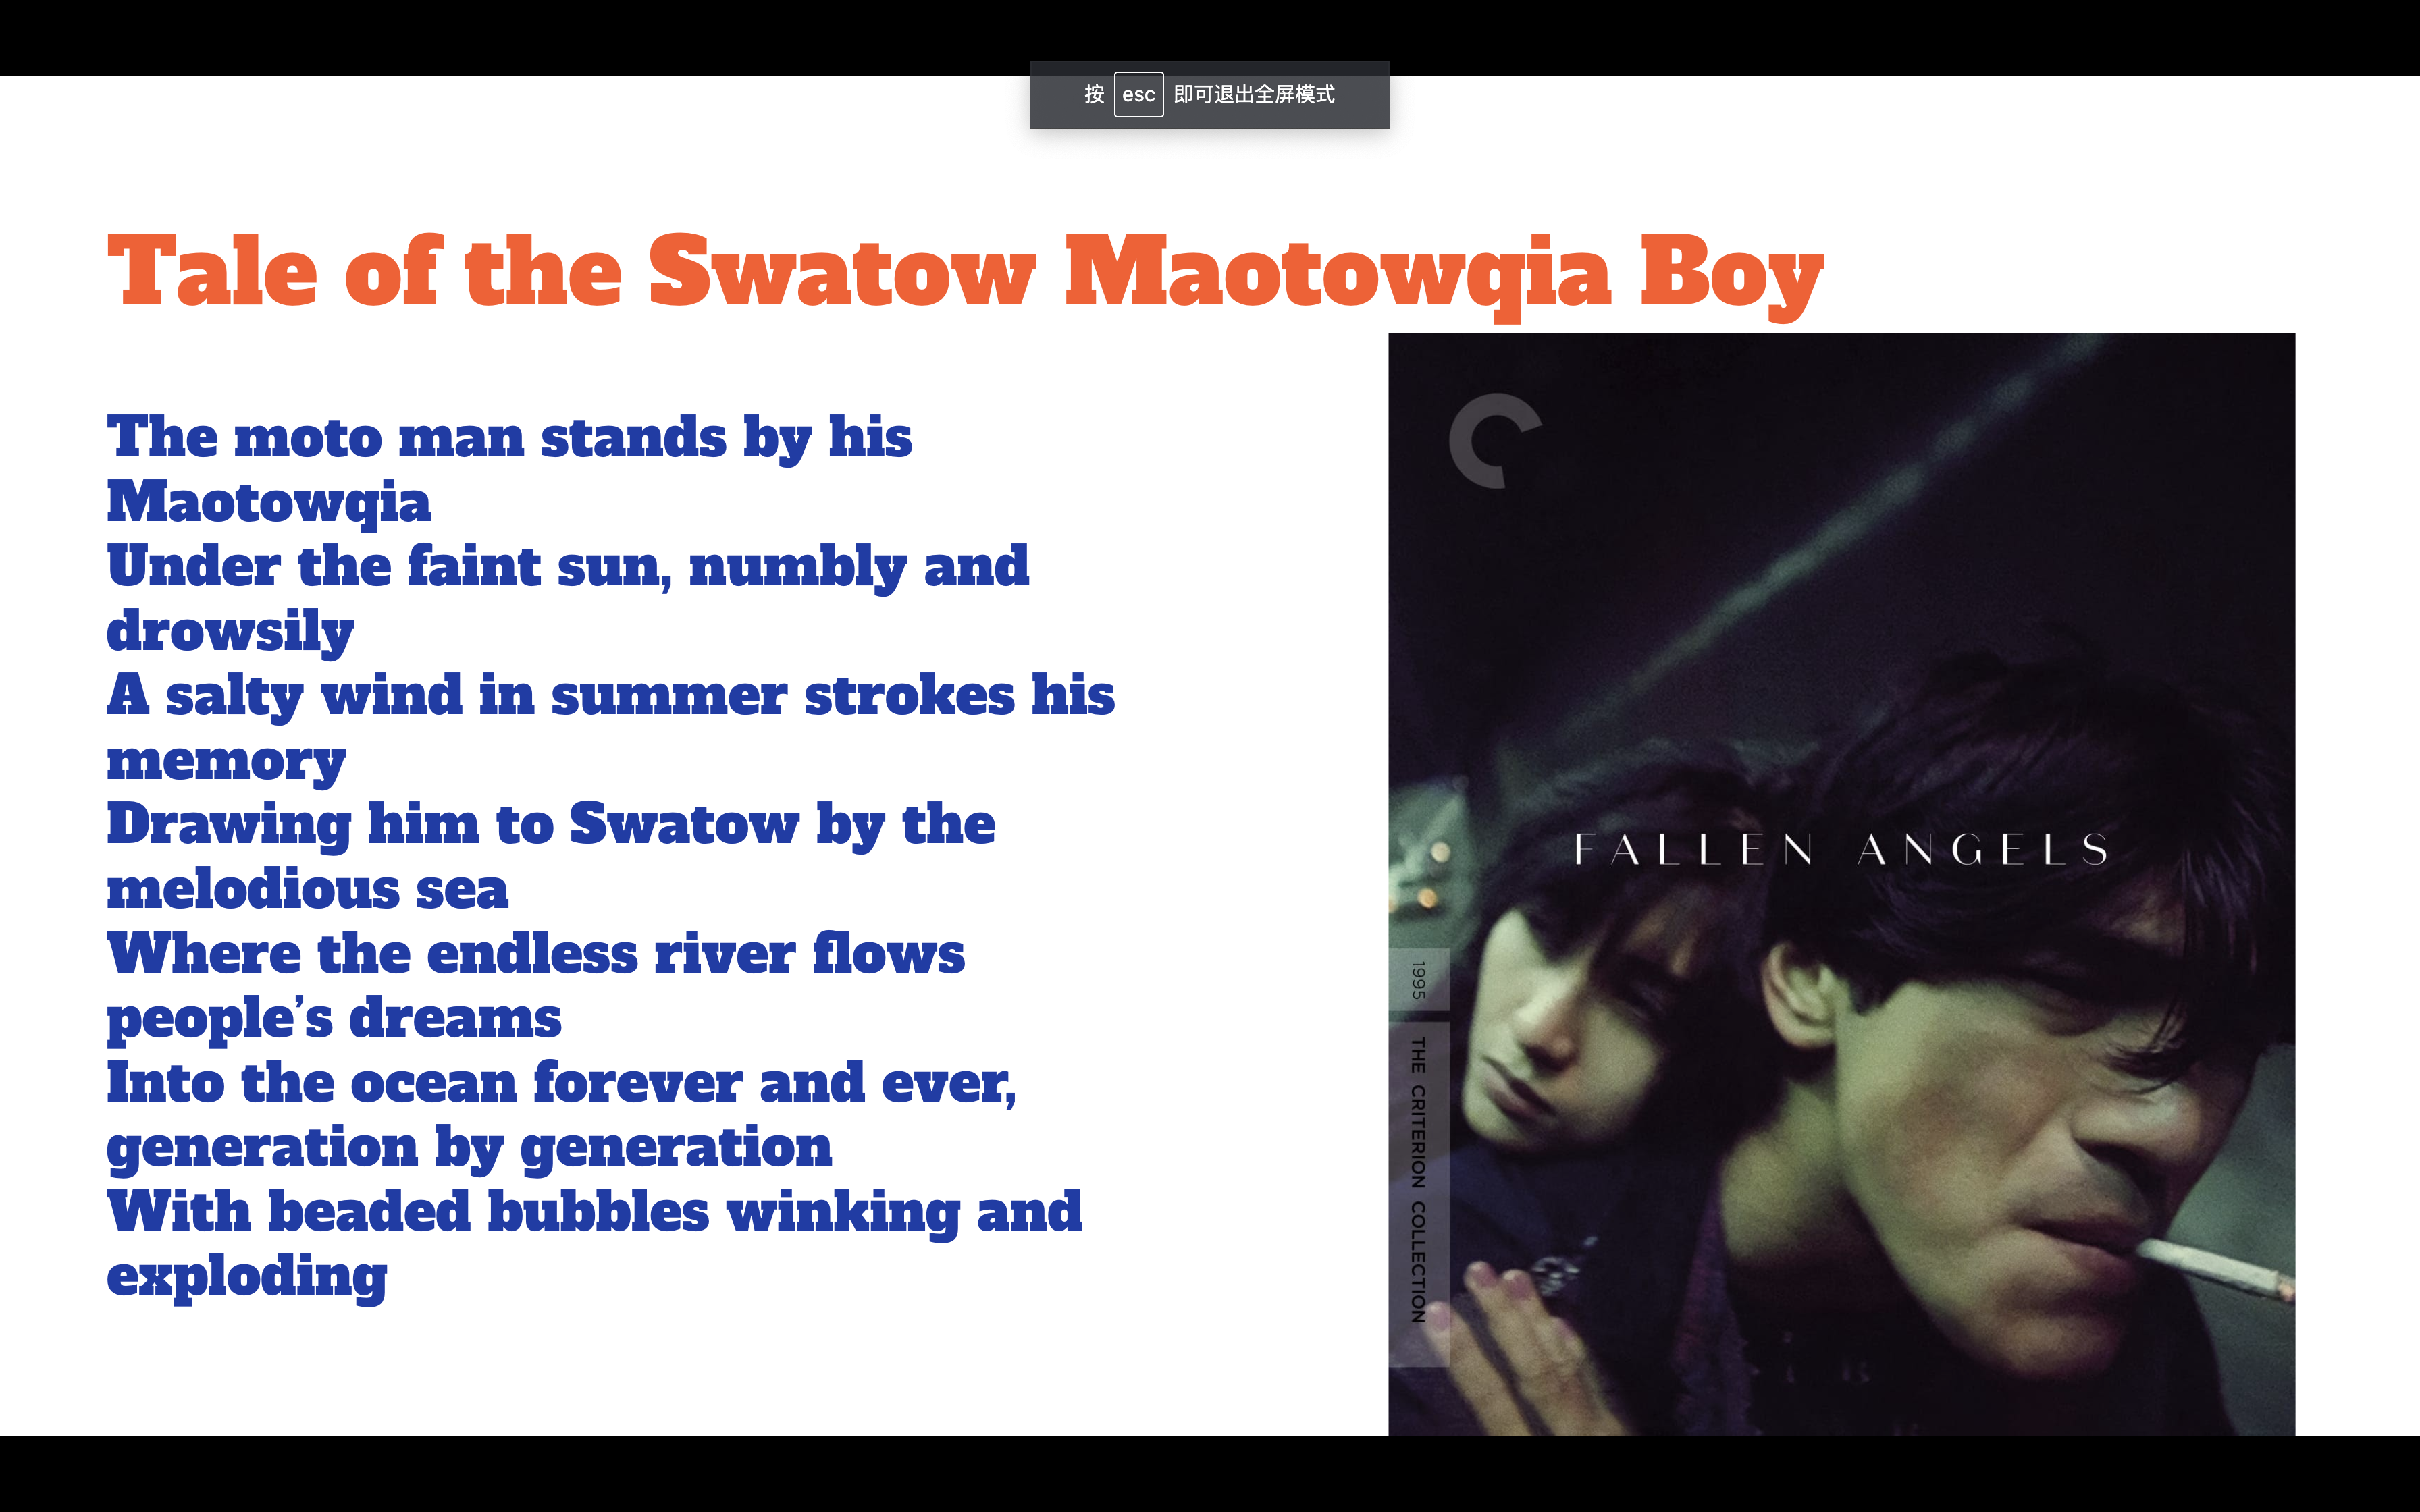 按 esc 即可退出全屏模式
Tale of the Swatow Maotowqia Boy
The moto man stands by his
Maotowqia
Under the faint sun, numbly and
drowsily
A salty wind in summer strokes his
memory
Drawing him to Swatow by the
melodious sea
Where the endless river flows
people’s dreams
Into the ocean forever and ever,
generation by generation
With beaded bubbles winking and
exploding
FALLEN ANGELS
1995
THE CRITERION COLLECTION